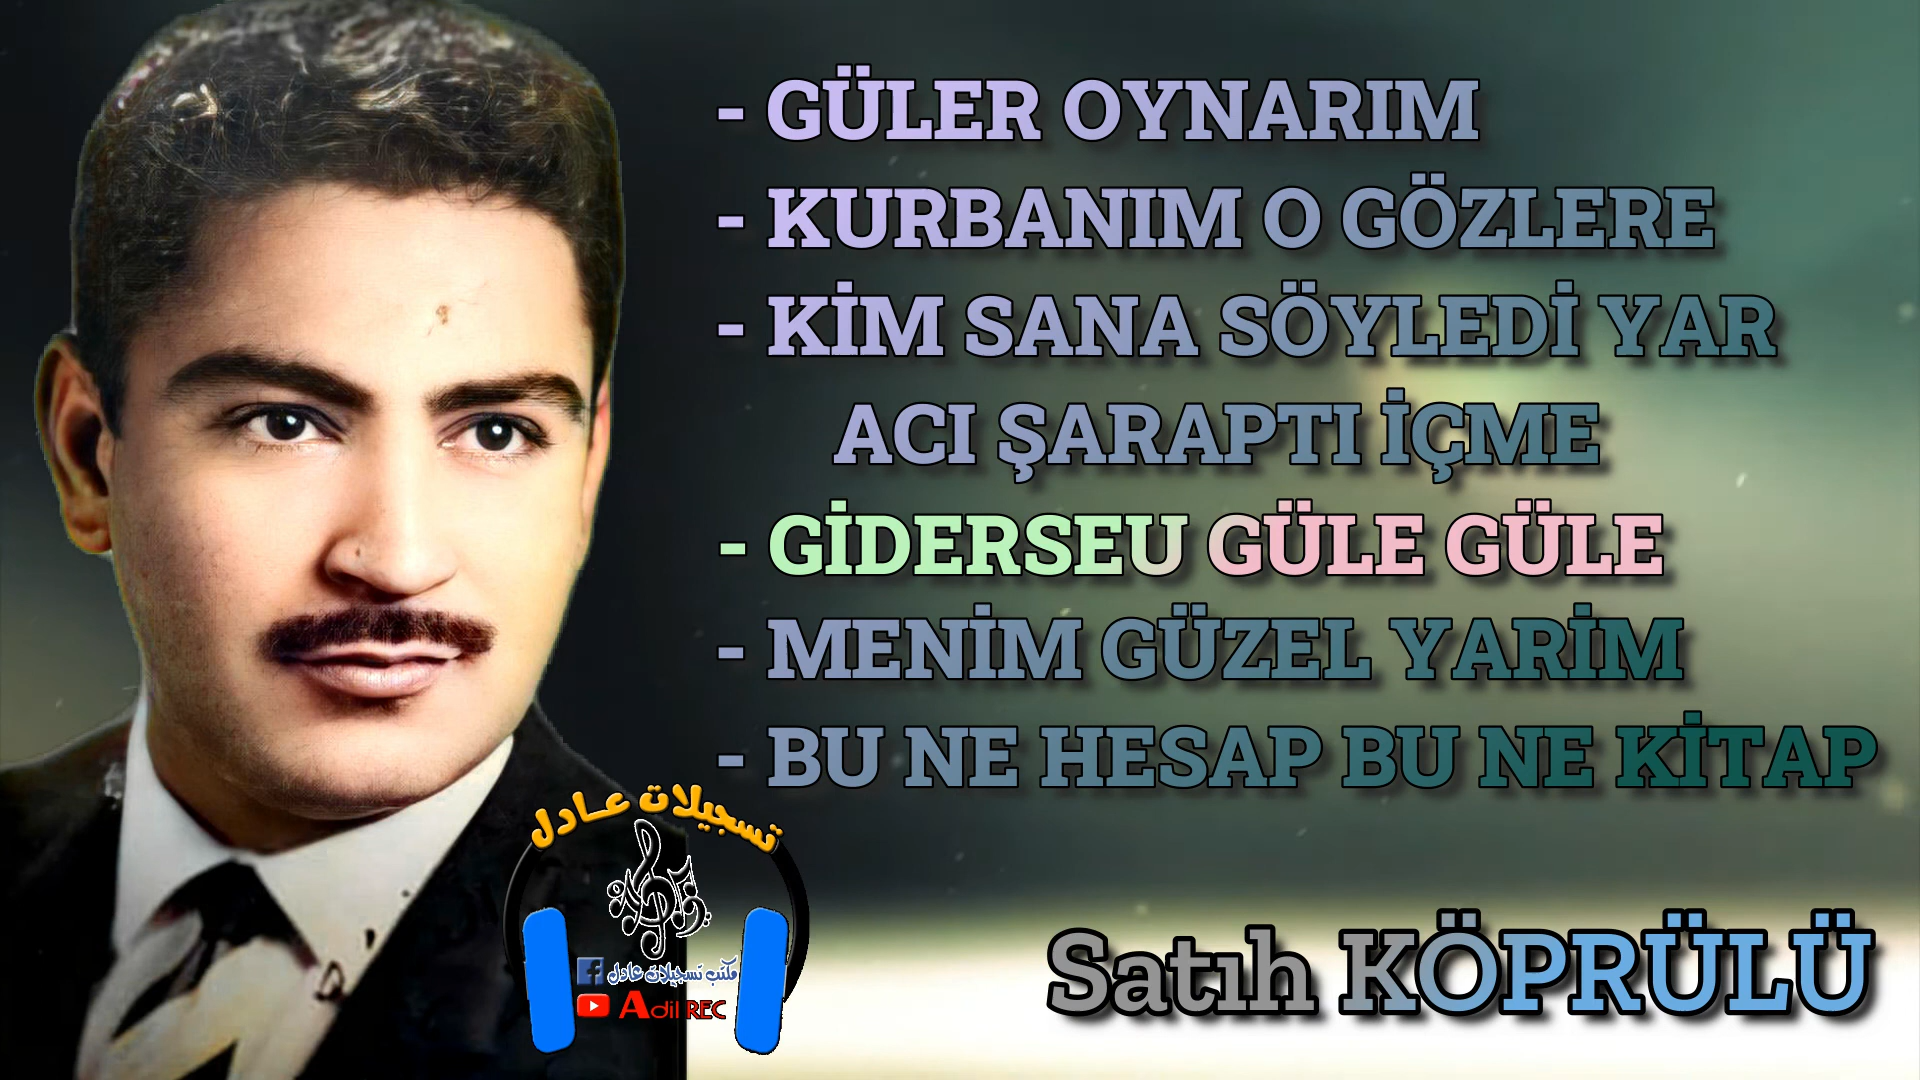 - GÜLER OYNARIM
- KURBANIM O GÖZLERE
- KİM SANA SÖYLEDİ YAR
ACI ŞARAPTI İÇME
- GİDERSEU GÜLE GÜLE
- MENİM GÜZEL YARİM
- BU NE HESAP BU NE KİTAP
تسجيلات عادل
مكتب تسجيلات عادل
Adil REC
Satıh KÖPRÜLÜ